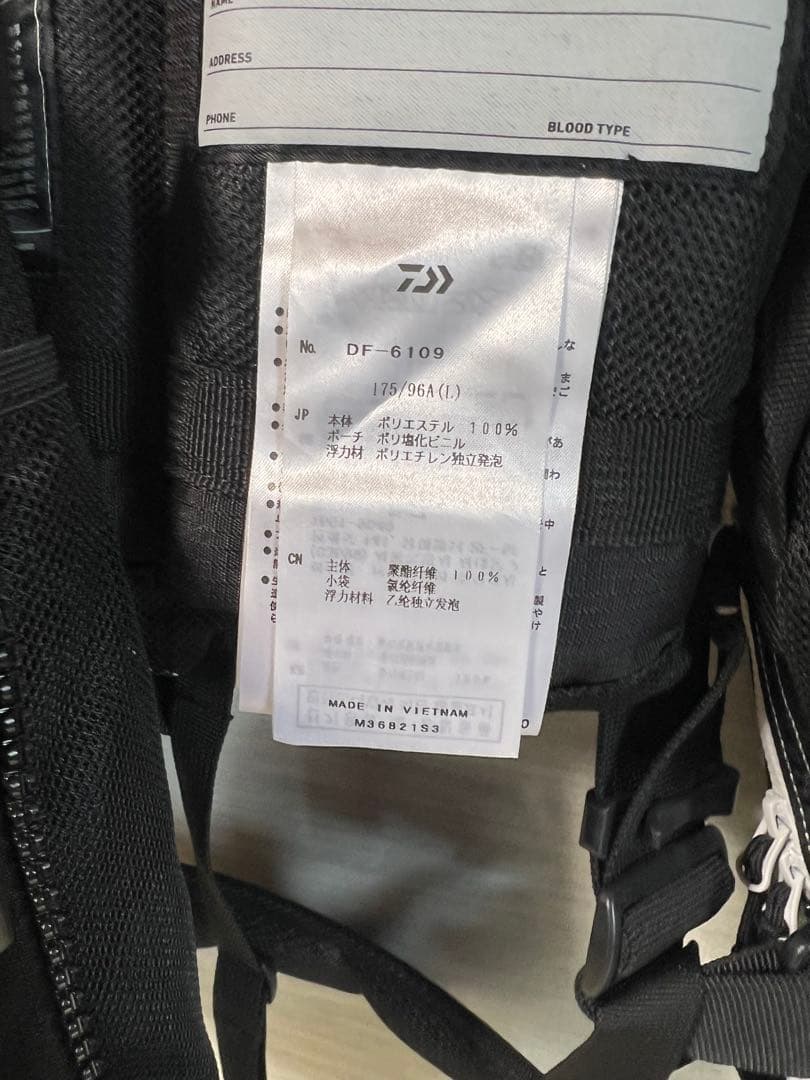 NAME
ADDRESS
PHONE
BLOOD TYPE
No. DF-6109
175/96A(L)
JP 本体 ポリエステル 100%
ポーチ ポリ塩化ビニル
浮力材 ポリエチレン独立発泡
CN 主体 聚酯纤维 100%
小袋 氯纶纤维
浮力材料 乙纶独立发泡
MADE IN VIETNAM
M36821S3